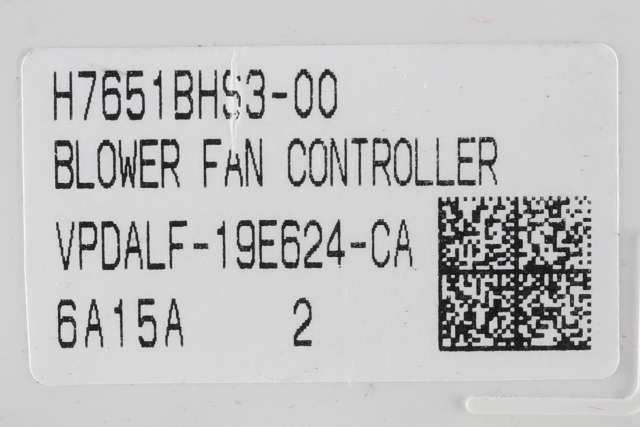 H7651BHS3-00
BLOWER FAN CONTROLLER
VPDALF-19E624-CA
6A15A 2